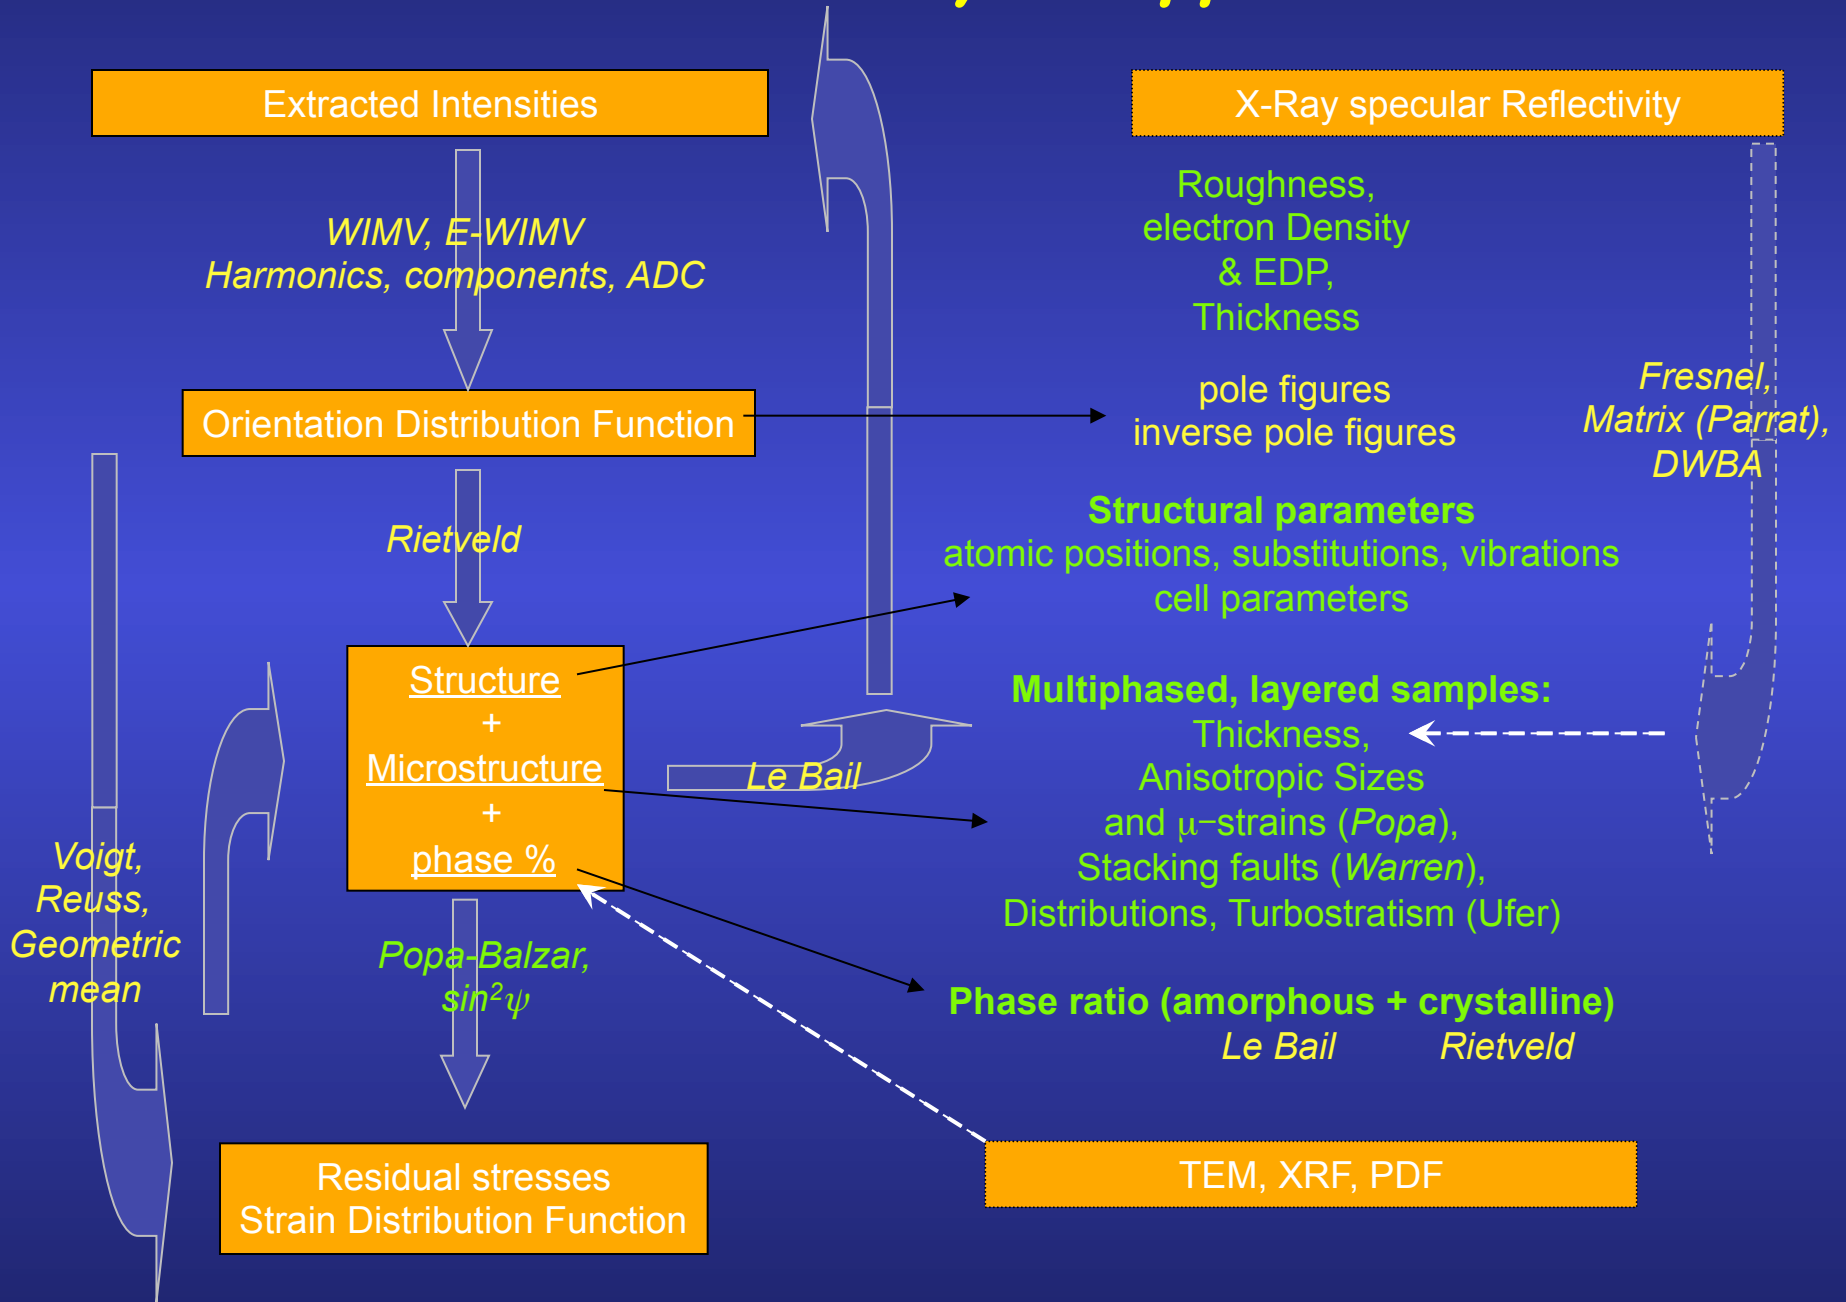 Extracted Intensities
X-Ray specular Reflectivity
WIMV, E-WIMV
Harmonics, components, ADC
Roughness,
electron Density
& EDP,
Thickness
Orientation Distribution Function
pole figures
inverse pole figures
Fresnel,
Matrix (Parrat),
DWBA
Rietveld
Structural parameters
atomic positions, substitutions, vibrations
cell parameters
Structure
+
Microstructure
+
phase %
Le Bail
Multiphased, layered samples:
Thickness,
Anisotropic Sizes
and μ−strains (Popa),
Stacking faults (Warren),
Distributions, Turbostratism (Ufer)
Voigt,
Reuss,
Geometric
mean
Popa-Balzar,
sin²ψ
Phase ratio (amorphous + crystalline)
Le Bail Rietveld
Residual stresses
Strain Distribution Function
TEM, XRF, PDF